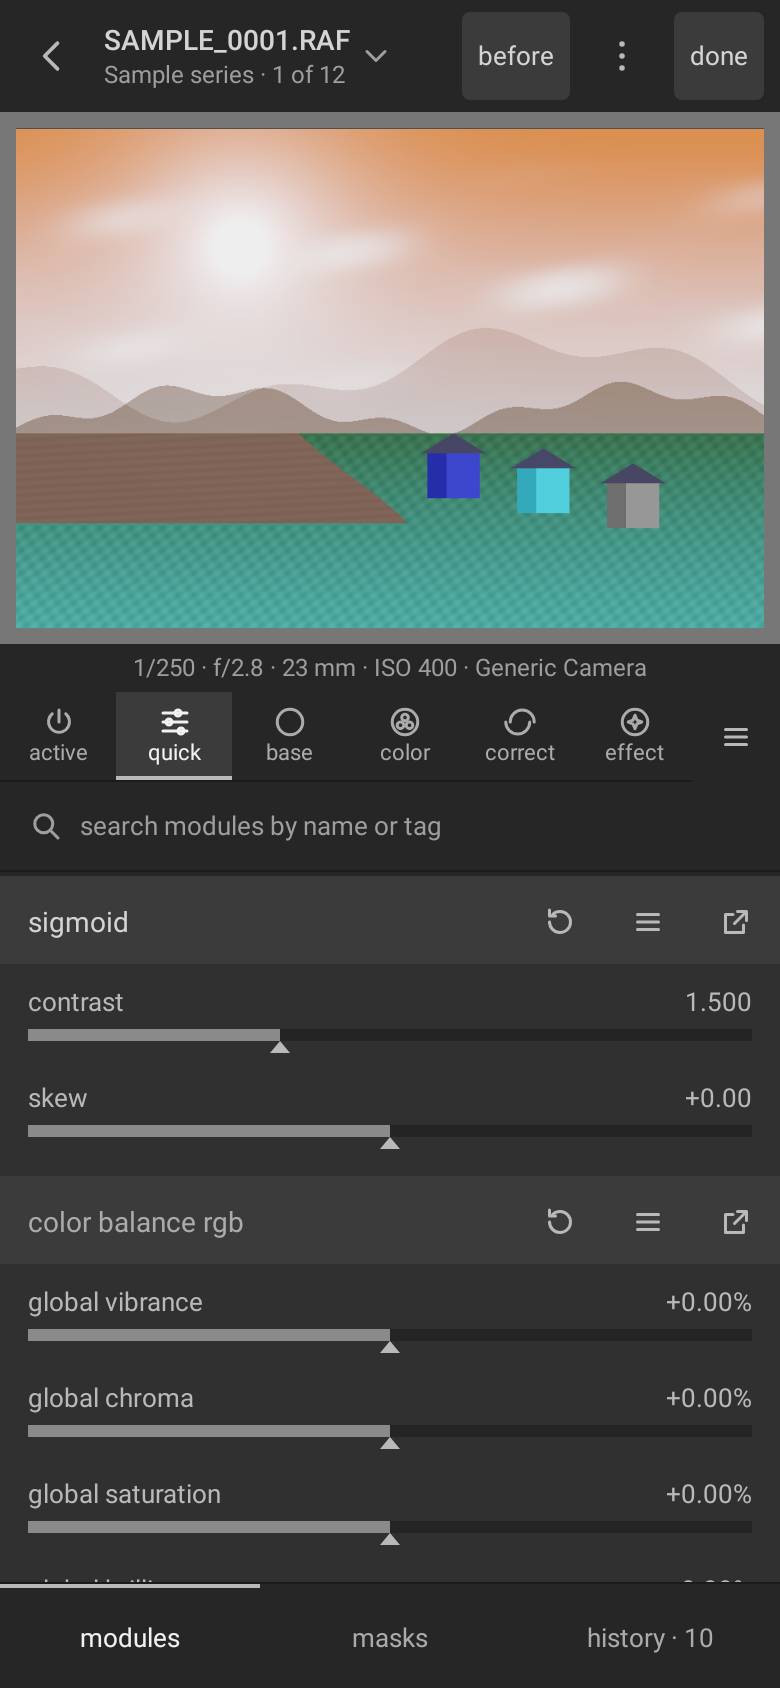 SAMPLE_0001.RAF
Sample series · 1 of 12
before
done
1/250 · f/2.8 · 23 mm · ISO 400 · Generic Camera
active
quick
base
color
correct
effect
search modules by name or tag
sigmoid
contrast
1.500
skew
+0.00
color balance rgb
global vibrance
+0.00%
global chroma
+0.00%
global saturation
+0.00%
modules
masks
history · 10